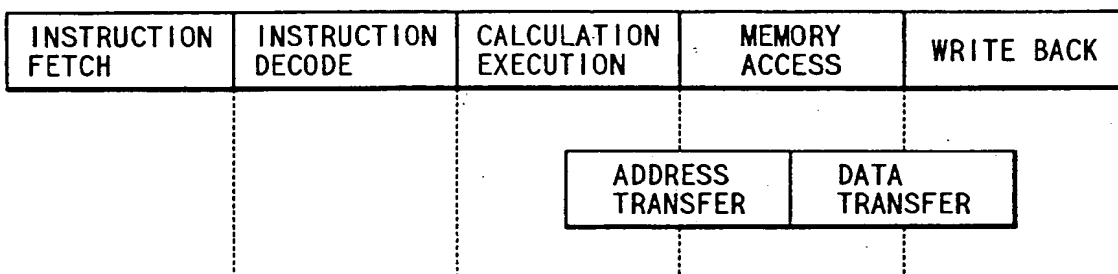 INSTRUCTION FETCH
INSTRUCTION DECODE
CALCULATION EXECUTION
MEMORY ACCESS
WRITE BACK
ADDRESS TRANSFER
DATA TRANSFER